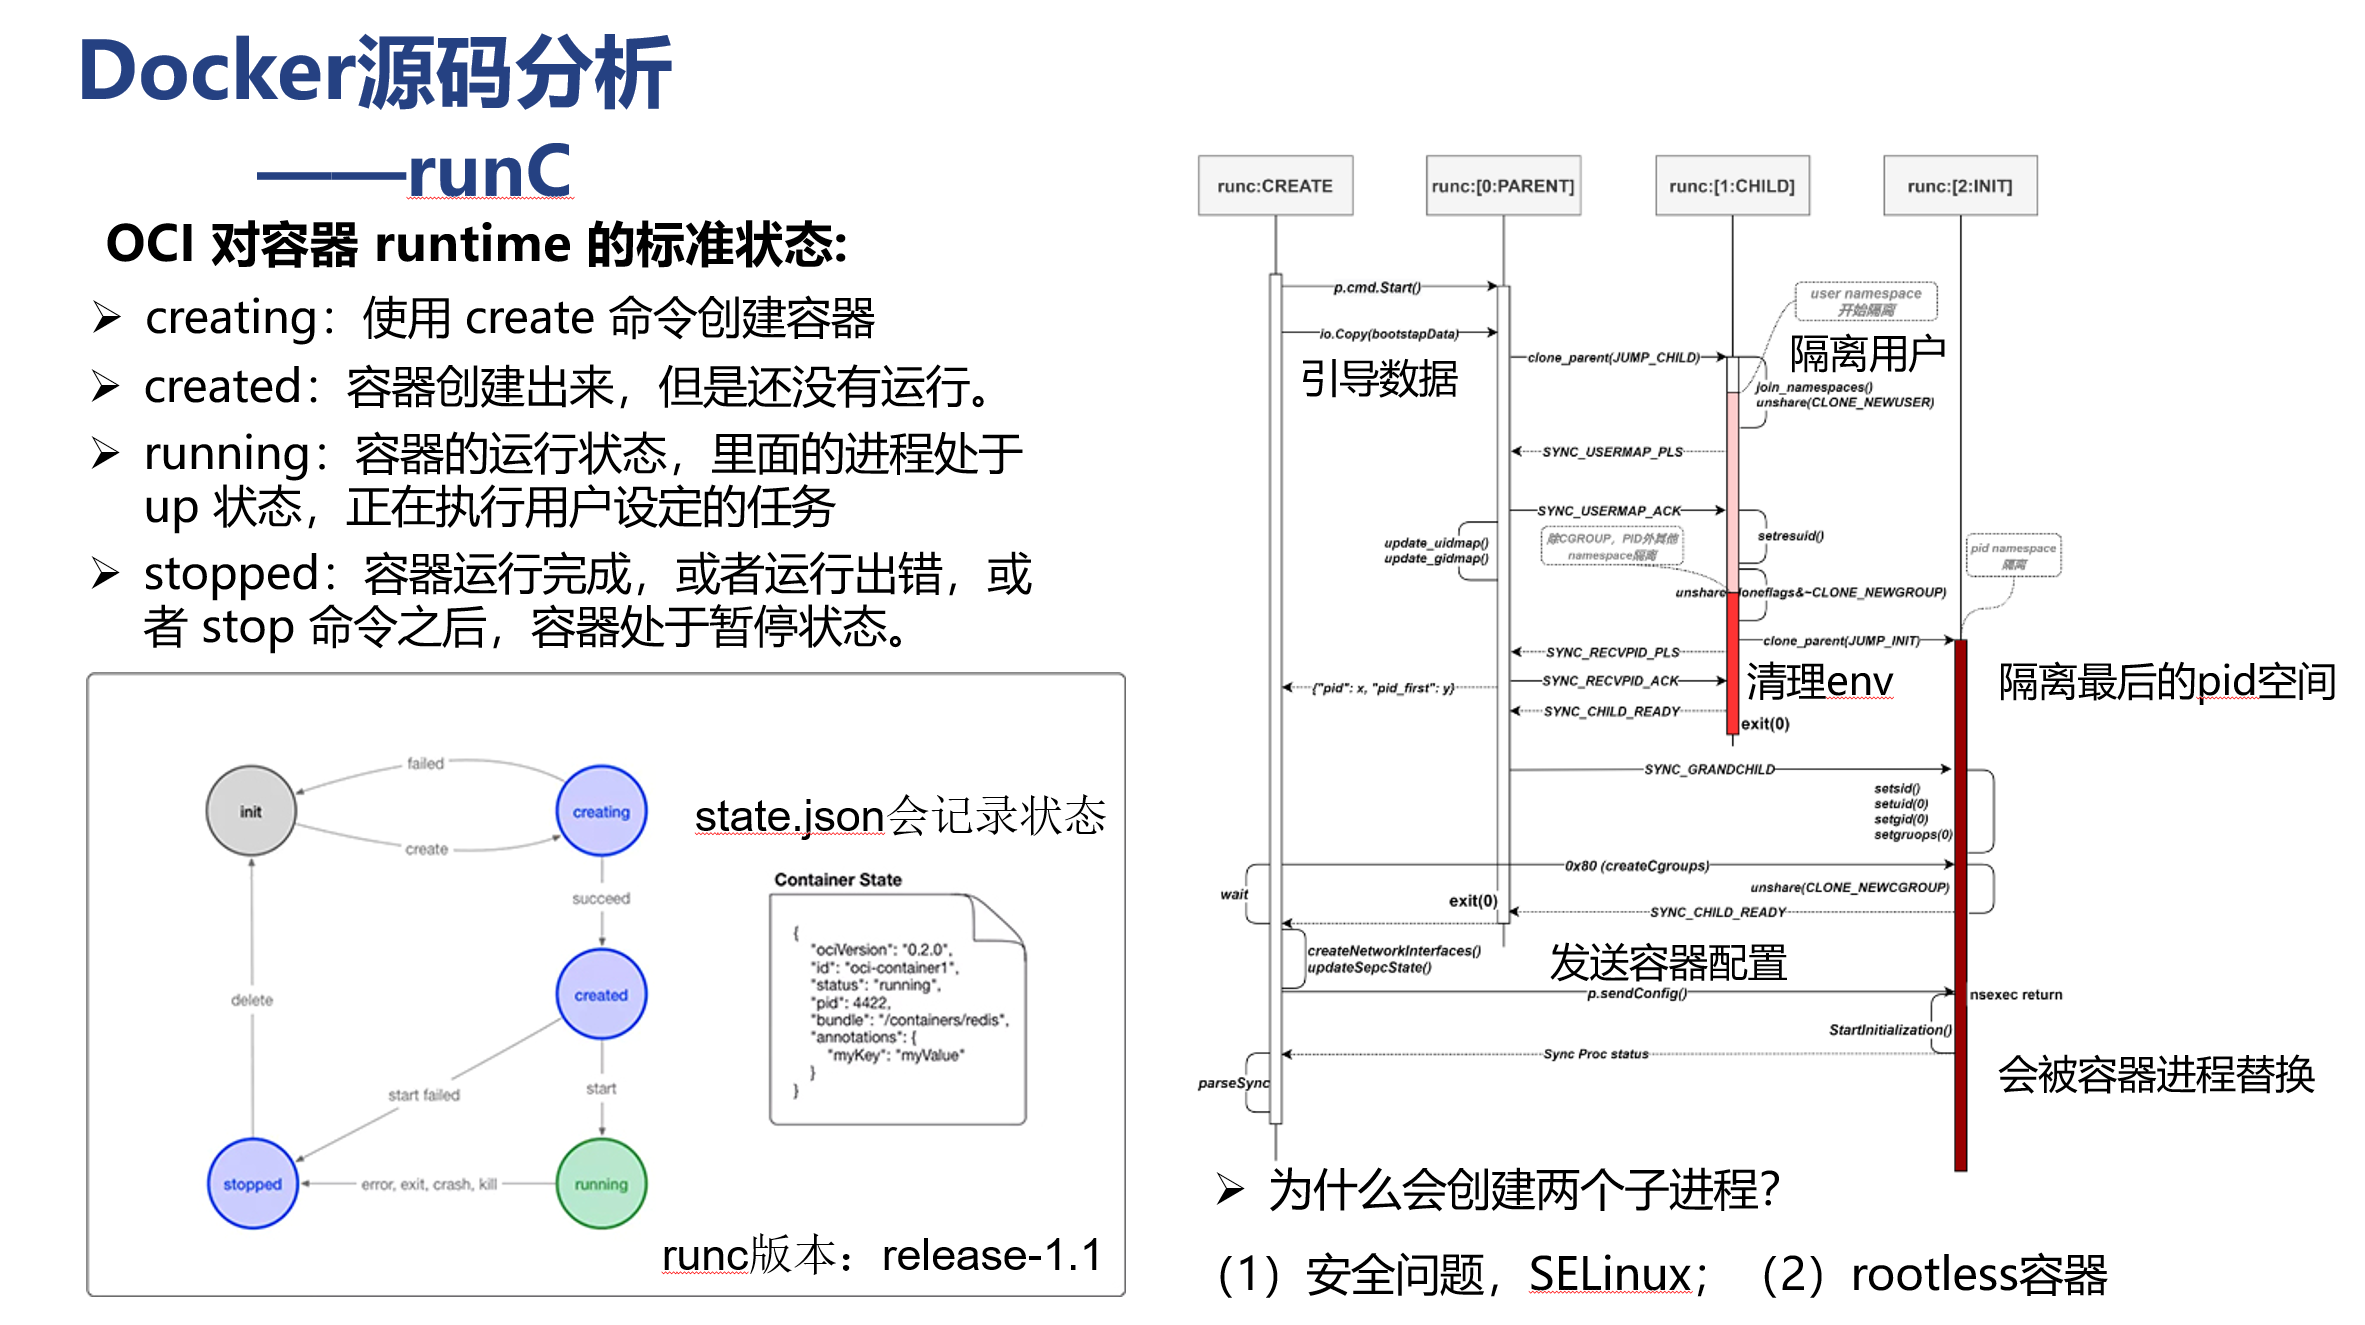 Docker源码分析
——runC
OCI 对容器 runtime 的标准状态:
➢ creating：使用 create 命令创建容器
➢ created：容器创建出来，但是还没有运行。
➢ running：容器的运行状态，里面的进程处于
up 状态，正在执行用户设定的任务
➢ stopped：容器运行完成，或者运行出错，或
者 stop 命令之后，容器处于暂停状态。
failed
init
creating
create
succeed
created
delete
start failed
start
stopped
error, exit, crash, kill
running
state.json会记录状态
Container State
{
"ociVersion": "0.2.0",
"id": "oci-container1",
"status": "running",
"pid": 4422,
"bundle": "/containers/redis",
"annotations": {
"myKey": "myValue"
}
}
runc版本：release-1.1
runc:CREATE
runc:[0:PARENT]
runc:[1:CHILD]
runc:[2:INIT]
p.cmd.Start()
user namespace
开始隔离
io.Copy(bootstapData)
引导数据
clone_parent(JUMP_CHILD)
隔离用户
join_namespaces()
unshare(CLONE_NEWUSER)
SYNC_USERMAP_PLS
SYNC_USERMAP_ACK
update_uidmap()
update_gidmap()
除CGROUP，PID外其他
namespace隔离
setresuid()
pid namespace
隔离
unshare(cloneflags&~CLONE_NEWGROUP)
clone_parent(JUMP_INIT)
SYNC_RECVPID_PLS
SYNC_RECVPID_ACK
{"pid": x, "pid_first": y}
清理env
隔离最后的pid空间
SYNC_CHILD_READY
exit(0)
SYNC_GRANDCHILD
setsid()
setuid(0)
setgid(0)
setgruops(0)
0x80 (createCgroups)
wait
unshare(CLONE_NEWCGROUP)
exit(0)
SYNC_CHILD_READY
createNetworkInterfaces()
updateSepcState()
发送容器配置
p.sendConfig()
nsexec return
StartInitialization()
Sync Proc status
parseSync
会被容器进程替换
➢ 为什么会创建两个子进程？
（1）安全问题，SELinux；（2）rootless容器